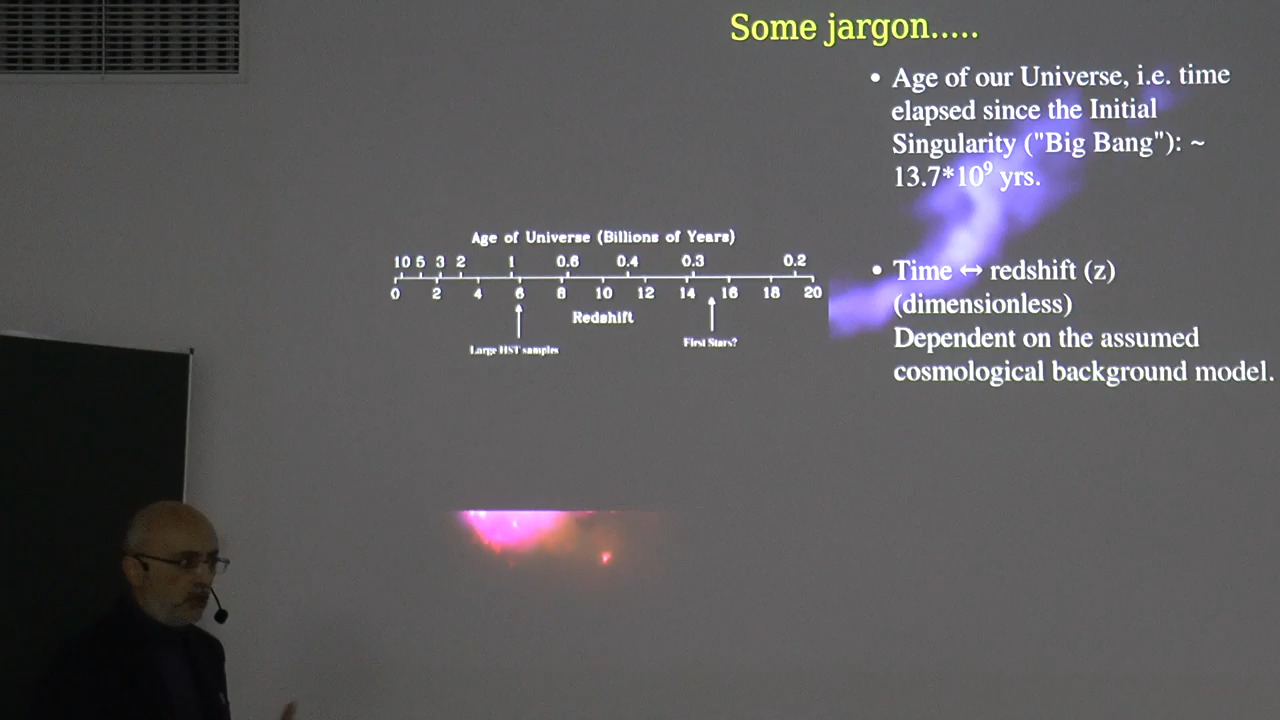 Some jargon.....
• Age of our Universe, i.e. time
elapsed since the Initial
Singularity ("Big Bang"): ~
13.7*10⁹ yrs.
Age of Universe (Billions of Years)
10 5 3 2 1 0.6 0.4 0.3 0.2
0 2 4 6 8 10 12 14 16 18 20
Redshift
Large HST samples
First Stars?
• Time ↔ redshift (z)
(dimensionless)
Dependent on the assumed
cosmological background model.